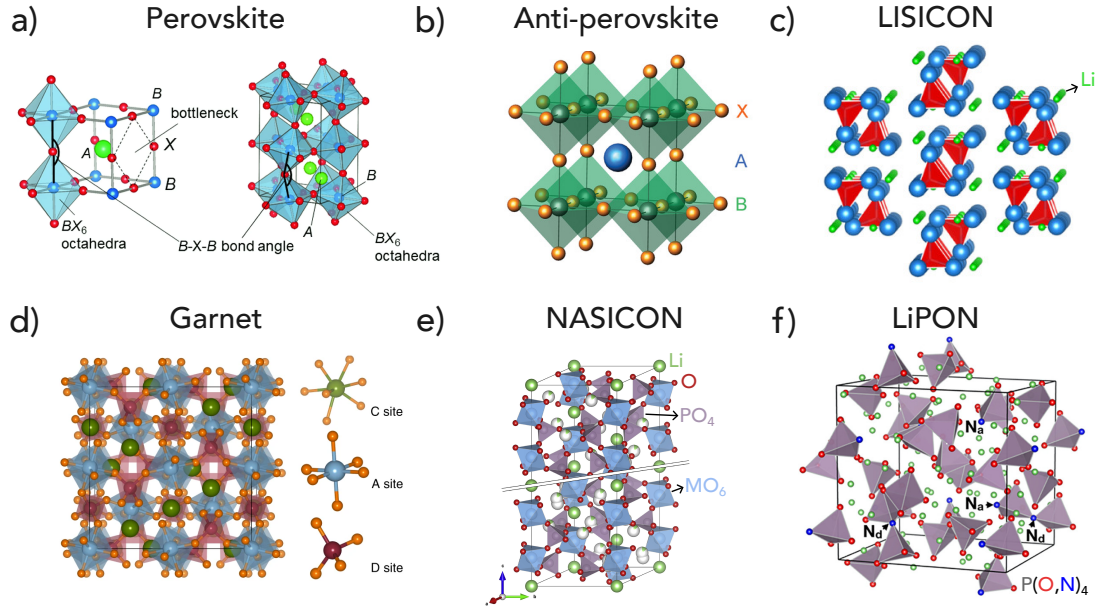 a)
Perovskite
B
bottleneck
A
X
B
BX6
octahedra
B-X-B bond angle
B
A
BX6
octahedra
b)
Anti-perovskite
X
A
B
c)
LISICON
Li
d)
Garnet
C site
A site
D site
e)
NASICON
Li
O
PO4
MO6
f)
LiPON
Na
Na
Nd
Nd
P(O,N)4